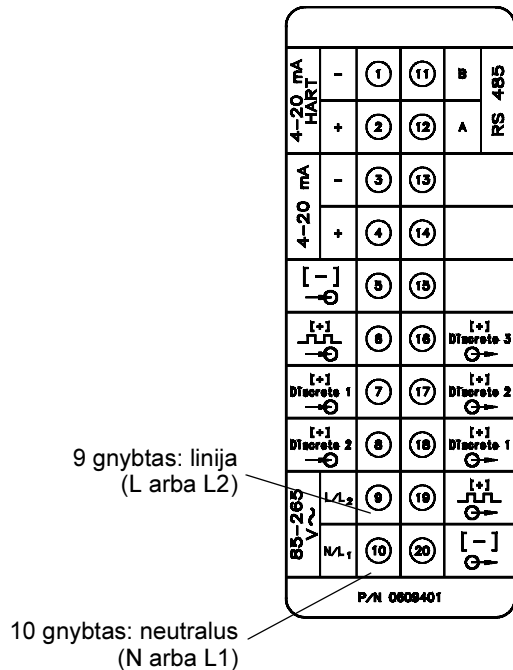 4-20 mA HART - 1 11 B RS 485
+ 2 12 A
4-20 mA - 3 13
+ 4 14
[-] 5 15
[+] 6 16 [+] Discrete 3
[+] Discrete 1 7 17 [+] Discrete 2
[+] Discrete 2 8 18 [+] Discrete 1
85-265 V~ L/L2 9 19 [+]
N/L1 10 20 [-]
P/N 0609401
9 gnybtas: linija
(L arba L2)
10 gnybtas: neutralus
(N arba L1)